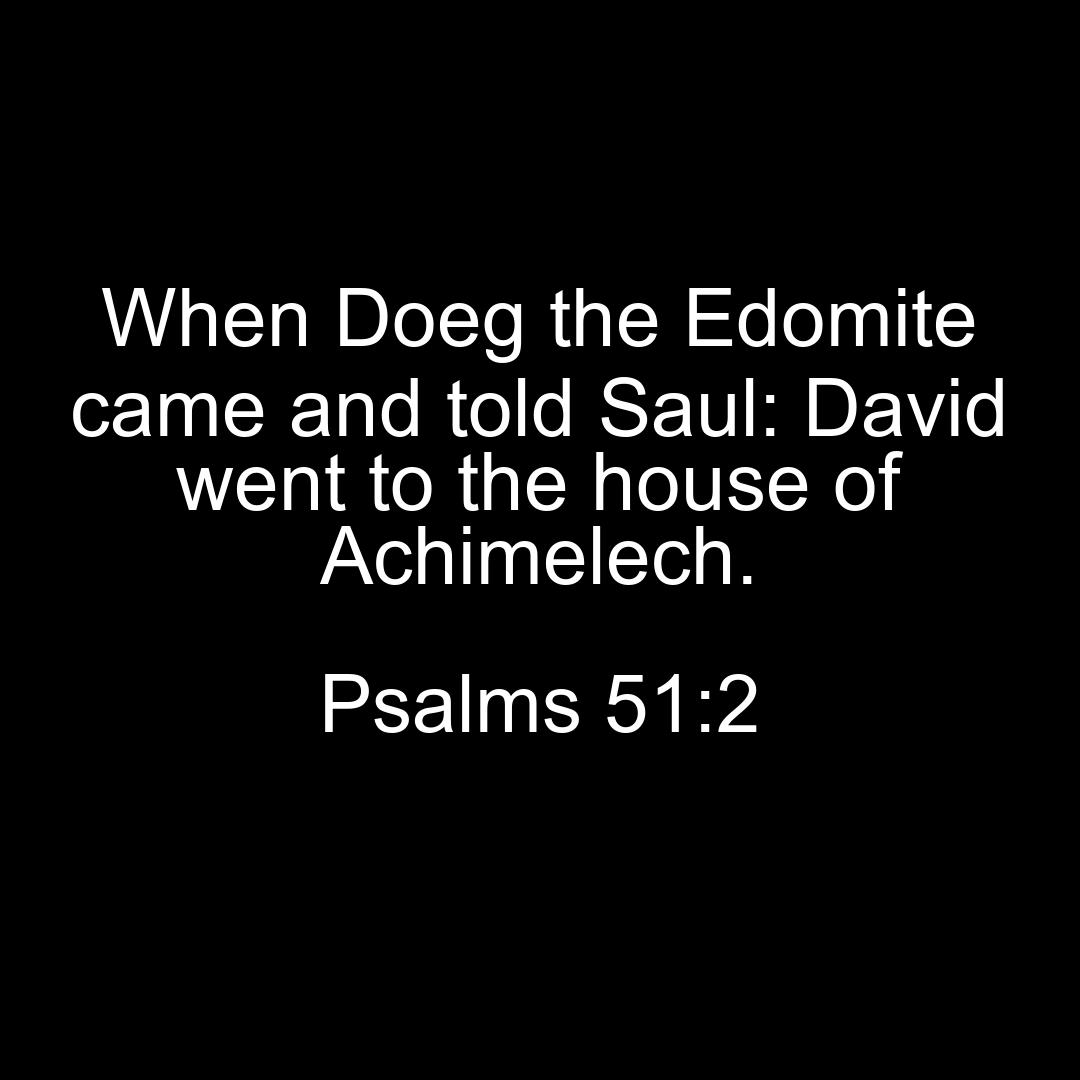 When Doeg the Edomite
came and told Saul: David
went to the house of
Achimelech.
Psalms 51:2